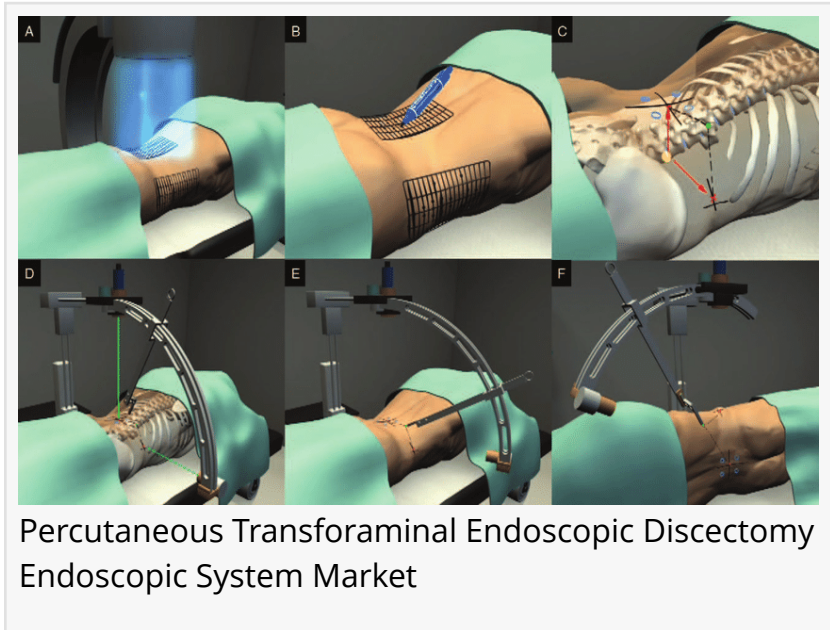 A
B
C
D
E
F
Percutaneous Transforaminal Endoscopic Discectomy
Endoscopic System Market